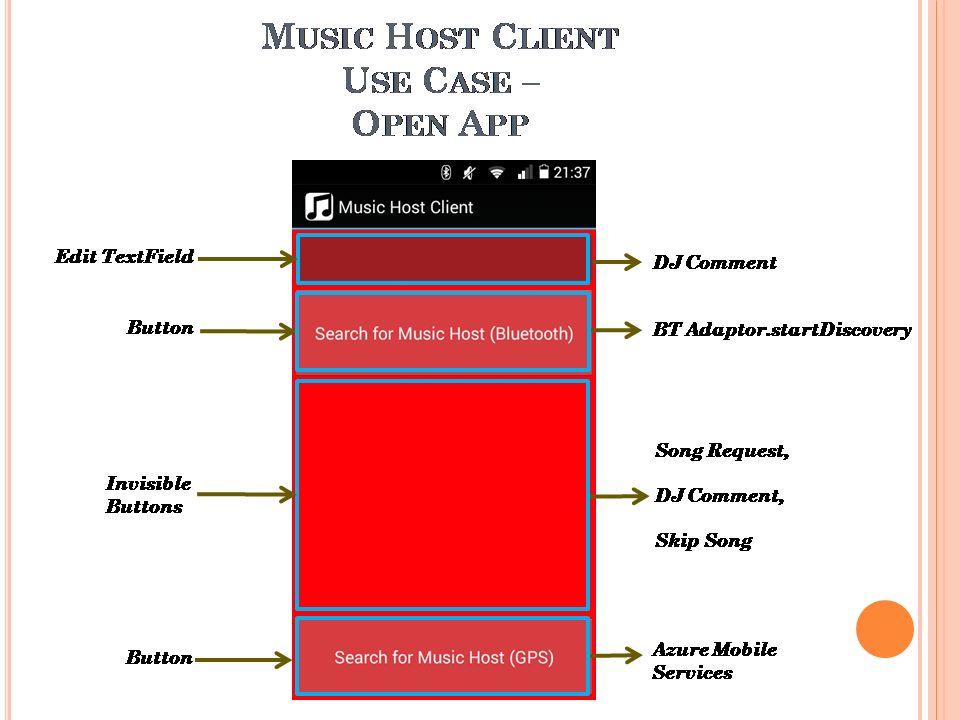 MUSIC HOST CLIENT
USE CASE –
OPEN APP
21:37
Music Host Client
Edit TextField
DJ Comment
Button
Search for Music Host (Bluetooth)
BT Adaptor.startDiscovery
Invisible
Buttons
Song Request,
DJ Comment,
Skip Song
Button
Search for Music Host (GPS)
Azure Mobile
Services